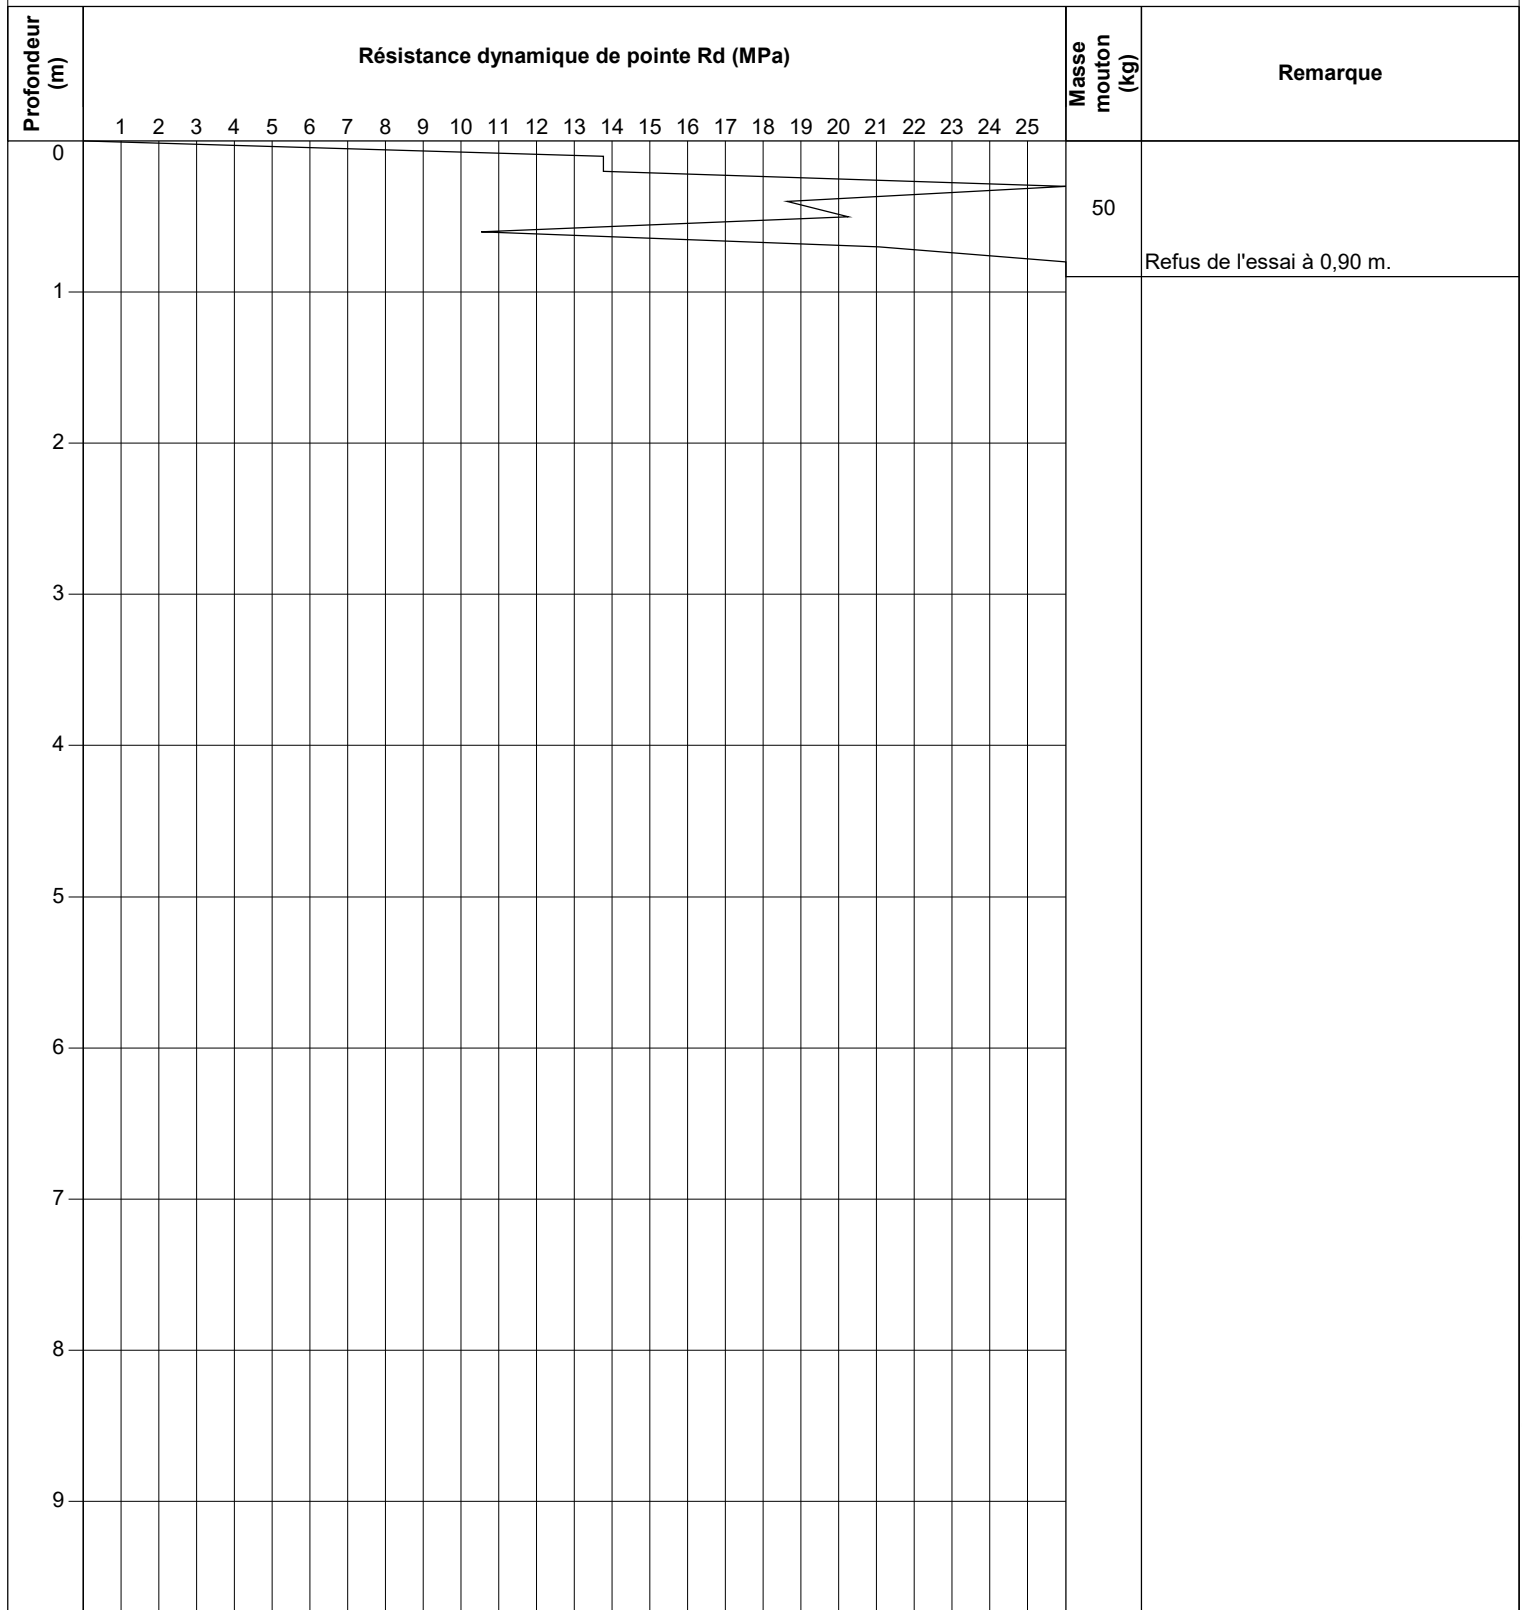 Profondeur
(m)
Résistance dynamique de pointe Rd (MPa)
Masse
mouton
(kg)
Remarque
1 2 3 4 5 6 7 8 9 10 11 12 13 14 15 16 17 18 19 20 21 22 23 24 25
0
50
Refus de l'essai à 0,90 m.
1
2
3
4
5
6
7
8
9